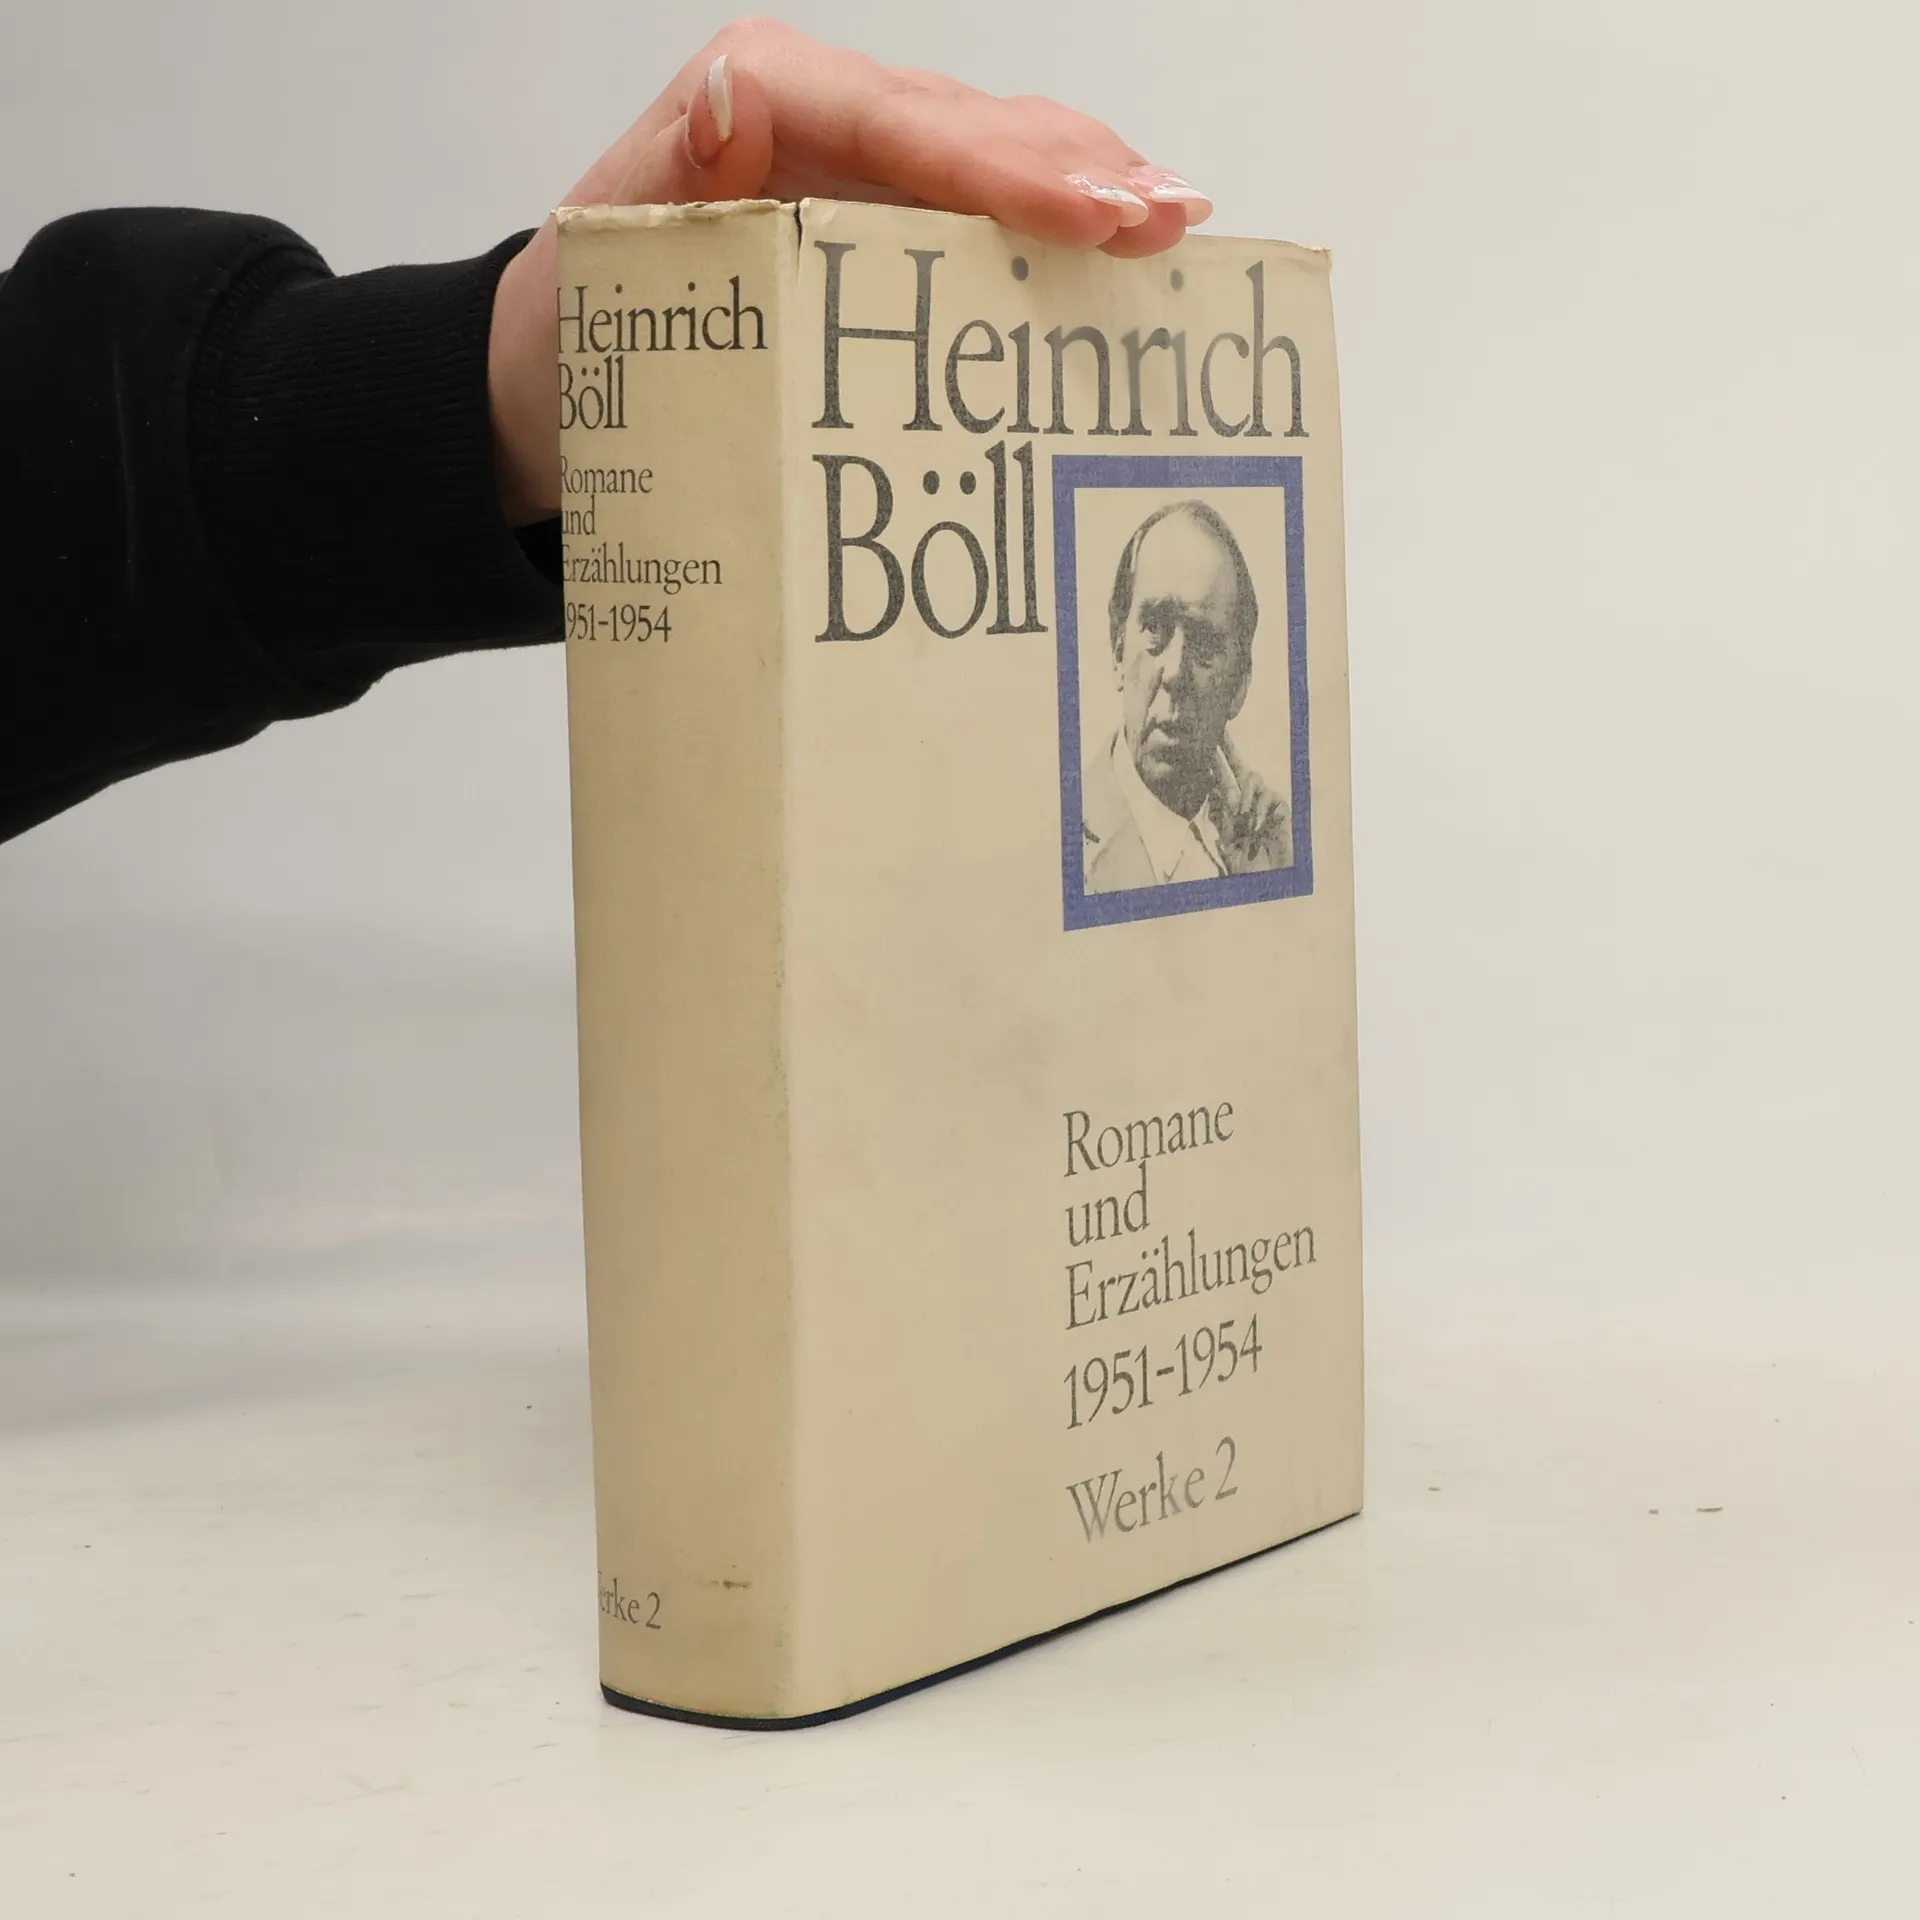 Heinrich
Böll
Romane
und
Erzählungen
1951-1954
Werke 2
Heinrich
Böll
Romane
und
Erzählungen
1951-1954
Werke 2